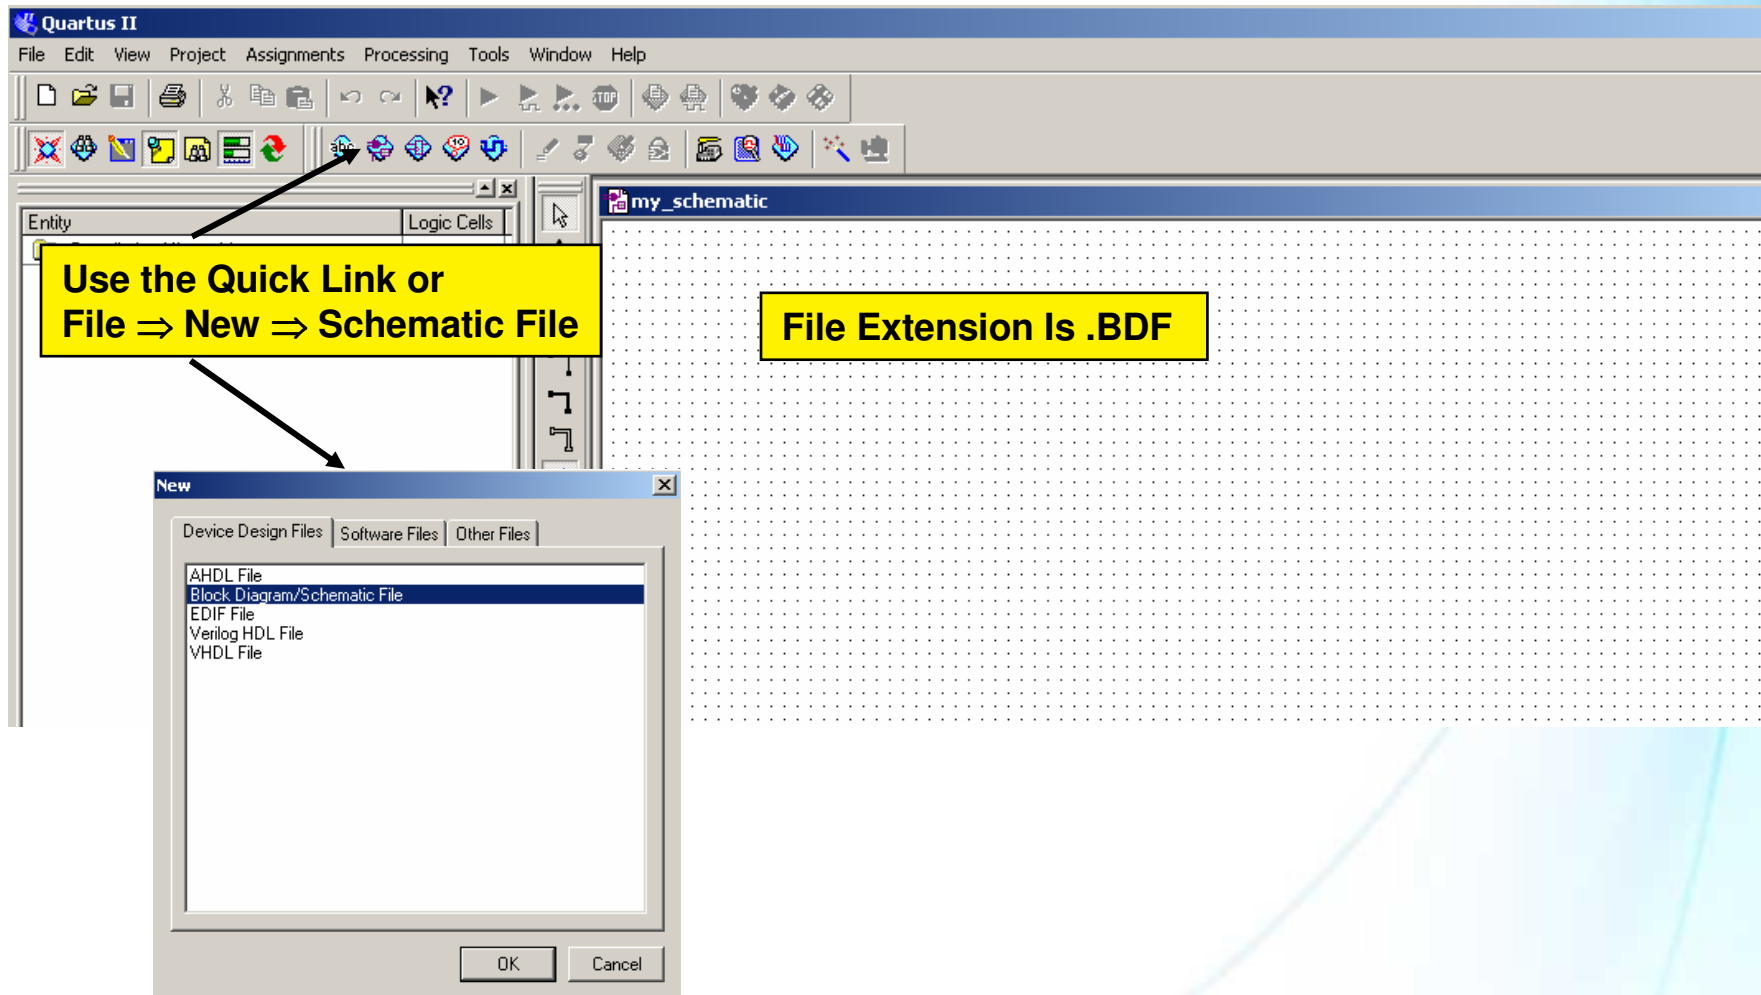 Quartus II
File Edit View Project Assignments Processing Tools Window Help
STOP
abc
my_schematic
Entity Logic Cells
Use the Quick Link or
File ⇒ New ⇒ Schematic File
File Extension Is .BDF
New
Device Design Files Software Files Other Files
AHDL File
Block Diagram/Schematic File
EDIF File
Verilog HDL File
VHDL File
OK Cancel